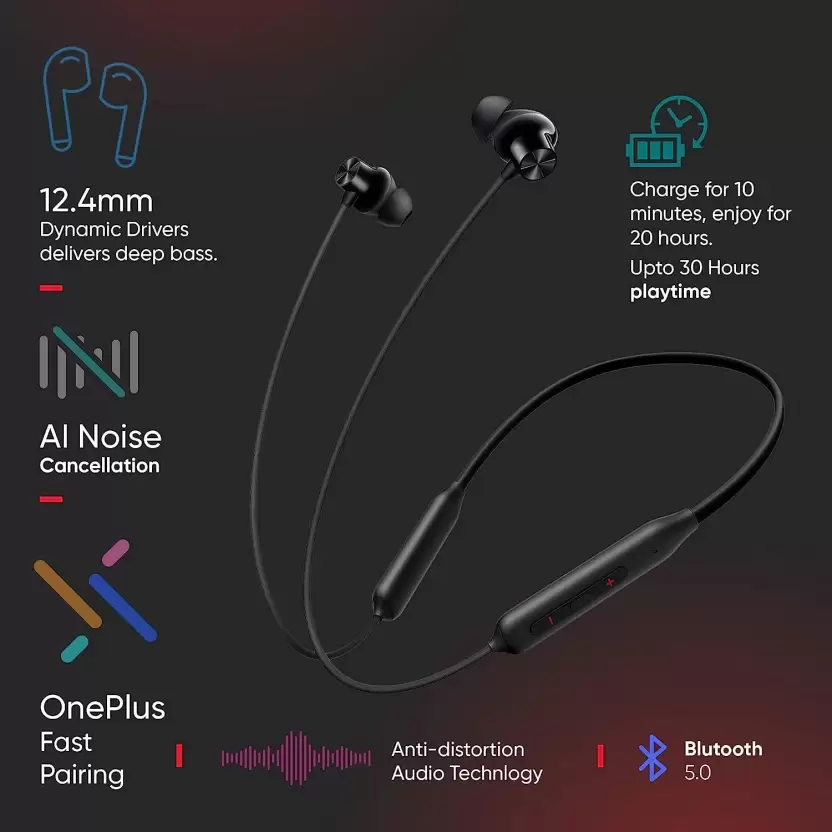 12.4mm
Dynamic Drivers
delivers deep bass.
Charge for 10
minutes, enjoy for
20 hours.
Upto 30 Hours
playtime
AI Noise
Cancellation
OnePlus
Fast
Pairing
Anti-distortion
Audio Technlogy
Blutooth
5.0